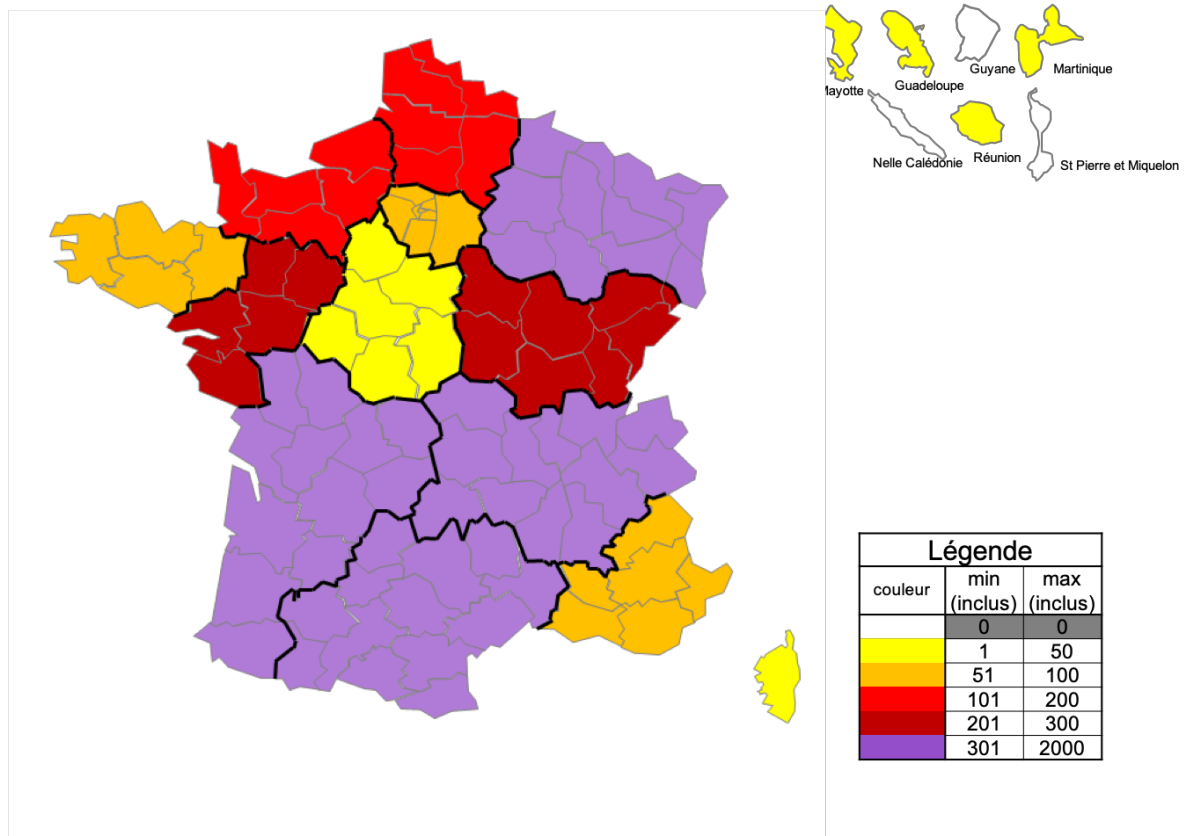 Guyane
Martinique
Guadeloupe
Nelle Calédonie
Réunion
St Pierre et Miquelon
Légende
couleur
min
(inclus)
max
(inclus)
0 0
1 50
51 100
101 200
201 300
301 2000